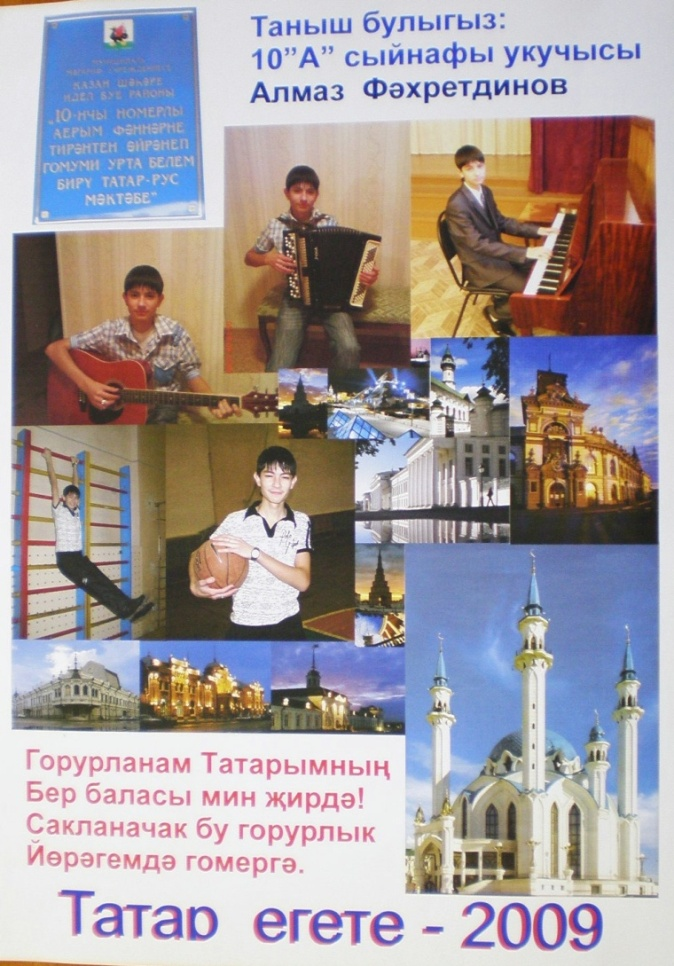 Таныш булыгыз:
10”А” сыйнафы укучысы
Алмаз Фәхретдинов
КАЗАН ШӘҺӘРЕ
ИДЕЛ БУЕ РАЙОНЫ
„10-НЧЫ НОМЕРЛЫ
АЕРЫМ ФӘННӘРНЕ
ТИРӘНТЕН ӨЙРӘНЕП
ГОМУМИ УРТА БЕЛЕМ
БИРҮ ТАТАР-РУС
МӘКТӘБЕ"
Горурланам Татарымның
Бер баласы мин җирдә!
Сакланачак бу горурлык
Йөрәгемдә гомергә.
Татар егете - 2009